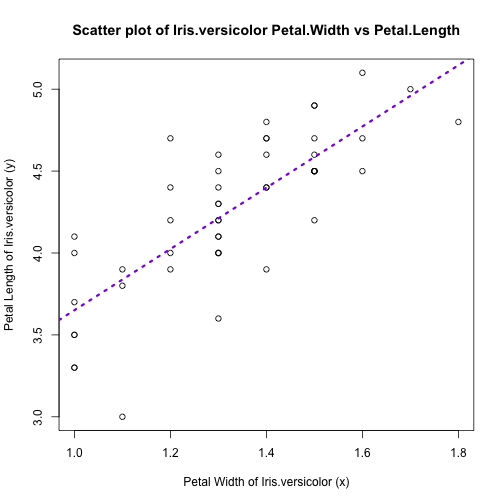 Scatter plot of Iris.versicolor Petal.Width vs Petal.Length
5.0
4.5
4.0
3.5
3.0
Petal Length of Iris.versicolor (y)
1.0 1.2 1.4 1.6 1.8
Petal Width of Iris.versicolor (x)